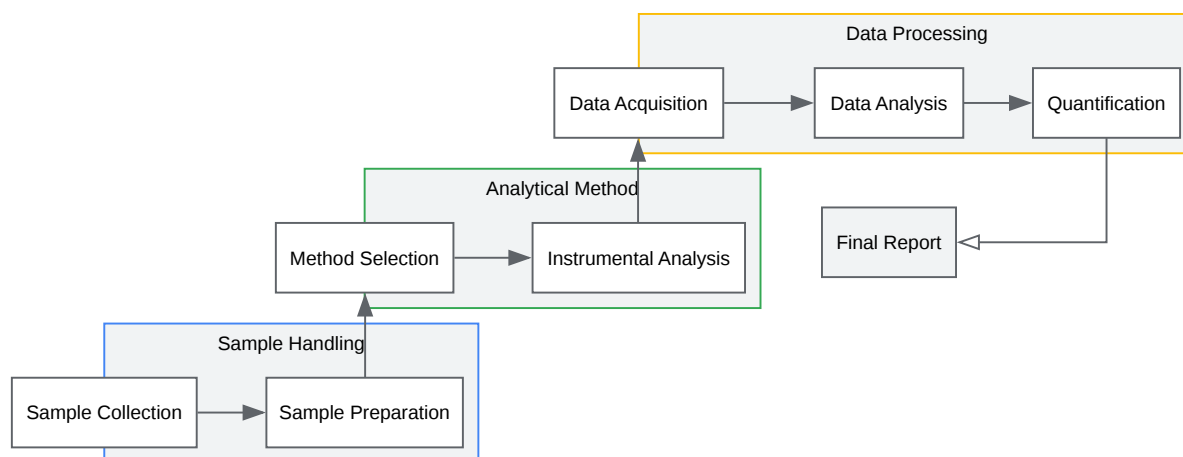 Data Processing
Data Acquisition
Data Analysis
Quantification
Analytical Method
Method Selection
Instrumental Analysis
Final Report
Sample Handling
Sample Collection
Sample Preparation